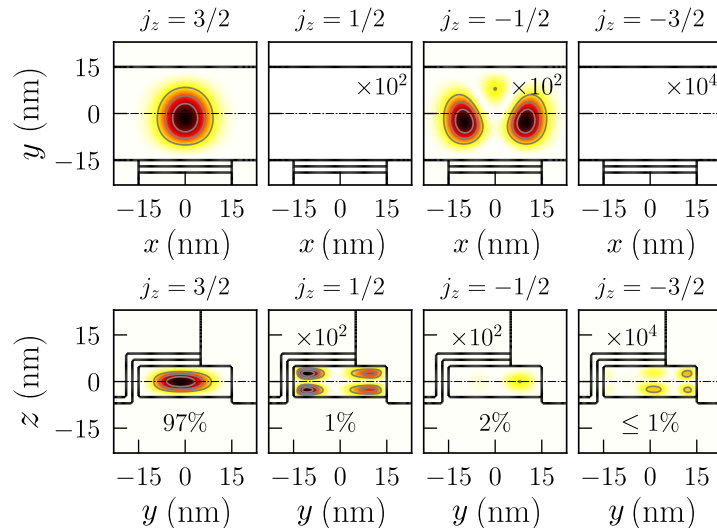 j_z = 3/2 j_z = 1/2 j_z = −1/2 j_z = −3/2
15 ×10² ×10² ×10⁴
0
−15
y (nm)
−15 0 15 −15 0 15 −15 0 15 −15 0 15
x (nm) x (nm) x (nm) x (nm)
j_z = 3/2 j_z = 1/2 j_z = −1/2 j_z = −3/2
15 ×10² ×10² ×10⁴
0
−15
z (nm)
97% 1% 2% ≤ 1%
−15 0 15 −15 0 15 −15 0 15 −15 0 15
y (nm) y (nm) y (nm) y (nm)